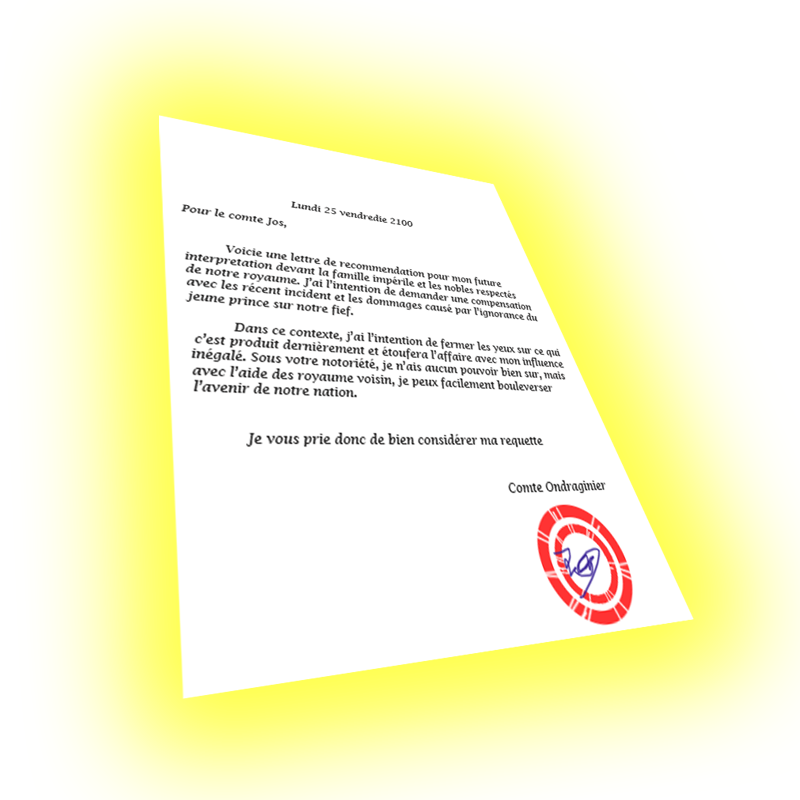 Lundi 25 vendredie 2100
Pour le comte Jos,
Voicie une lettre de recommendation pour mon future
interpretation devant la famille impérile et les nobles respectés
de notre royaume. J'ai l'intention de demander une compensation
avec les récent incident et les dommages causé par l'ignorance du
jeune prince sur notre fief.
Dans ce contexte, j'ai l'intention de fermer les yeux sur ce qui
c'est produit dernièrement et étoufera l'affaire avec mon influence
inégalé. Sous votre notoriété, je n'ais aucun pouvoir bien sur, mais
avec l'aide des royaume voisin, je peux facilement bouleverser
l'avenir de notre nation.
Je vous prie donc de bien considérer ma requette
Comte Ondraginier